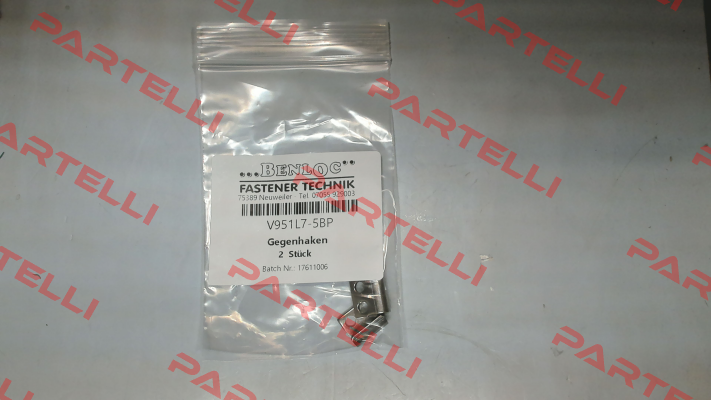 ...BENLOC...
FASTENER TECHNIK
75389 Neuweiler · Tel. 07055 929003
V951L7-5BP
Gegenhaken
2 Stück
Batch Nr.: 17611006
PARTELLI
PARTELLI
PARTELLI
PARTELLI
PARTELLI
PARTELLI
PARTELLI
PARTELLI
PARTELLI
PARTELLI